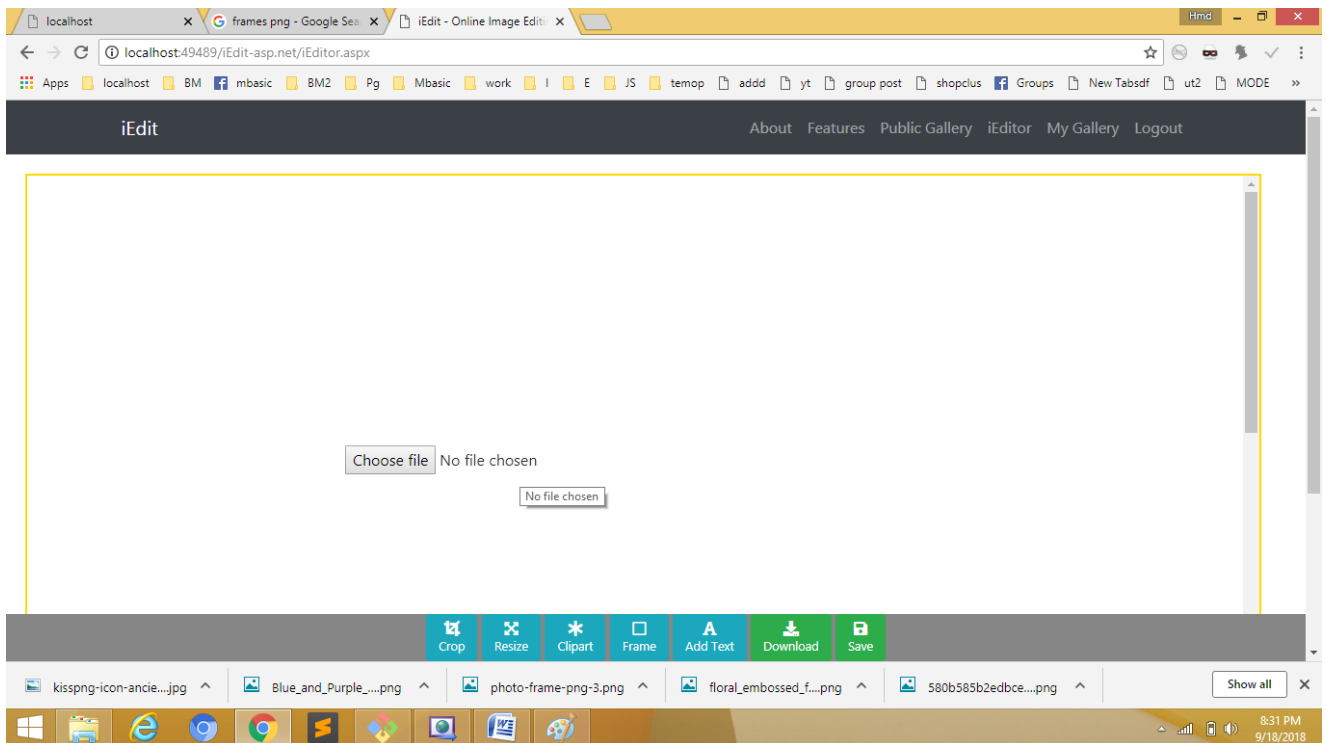 localhost
frames png - Google Sea
iEdit - Online Image Editi
Hmd
localhost:49489/iEdit-asp.net/iEditor.aspx
Apps localhost BM mbasic BM2 Pg Mbasic work I E JS temop addd yt group post shopclus Groups New Tabsdf ut2 MODE »
iEdit About Features Public Gallery iEditor My Gallery Logout
Choose file No file chosen
No file chosen
Crop Resize Clipart Frame Add Text Download Save
kisspng-icon-ancie....jpg Blue_and_Purple_....png photo-frame-png-3.png floral_embossed_f....png 580b585b2edbce....png Show all
8:31 PM
9/18/2018